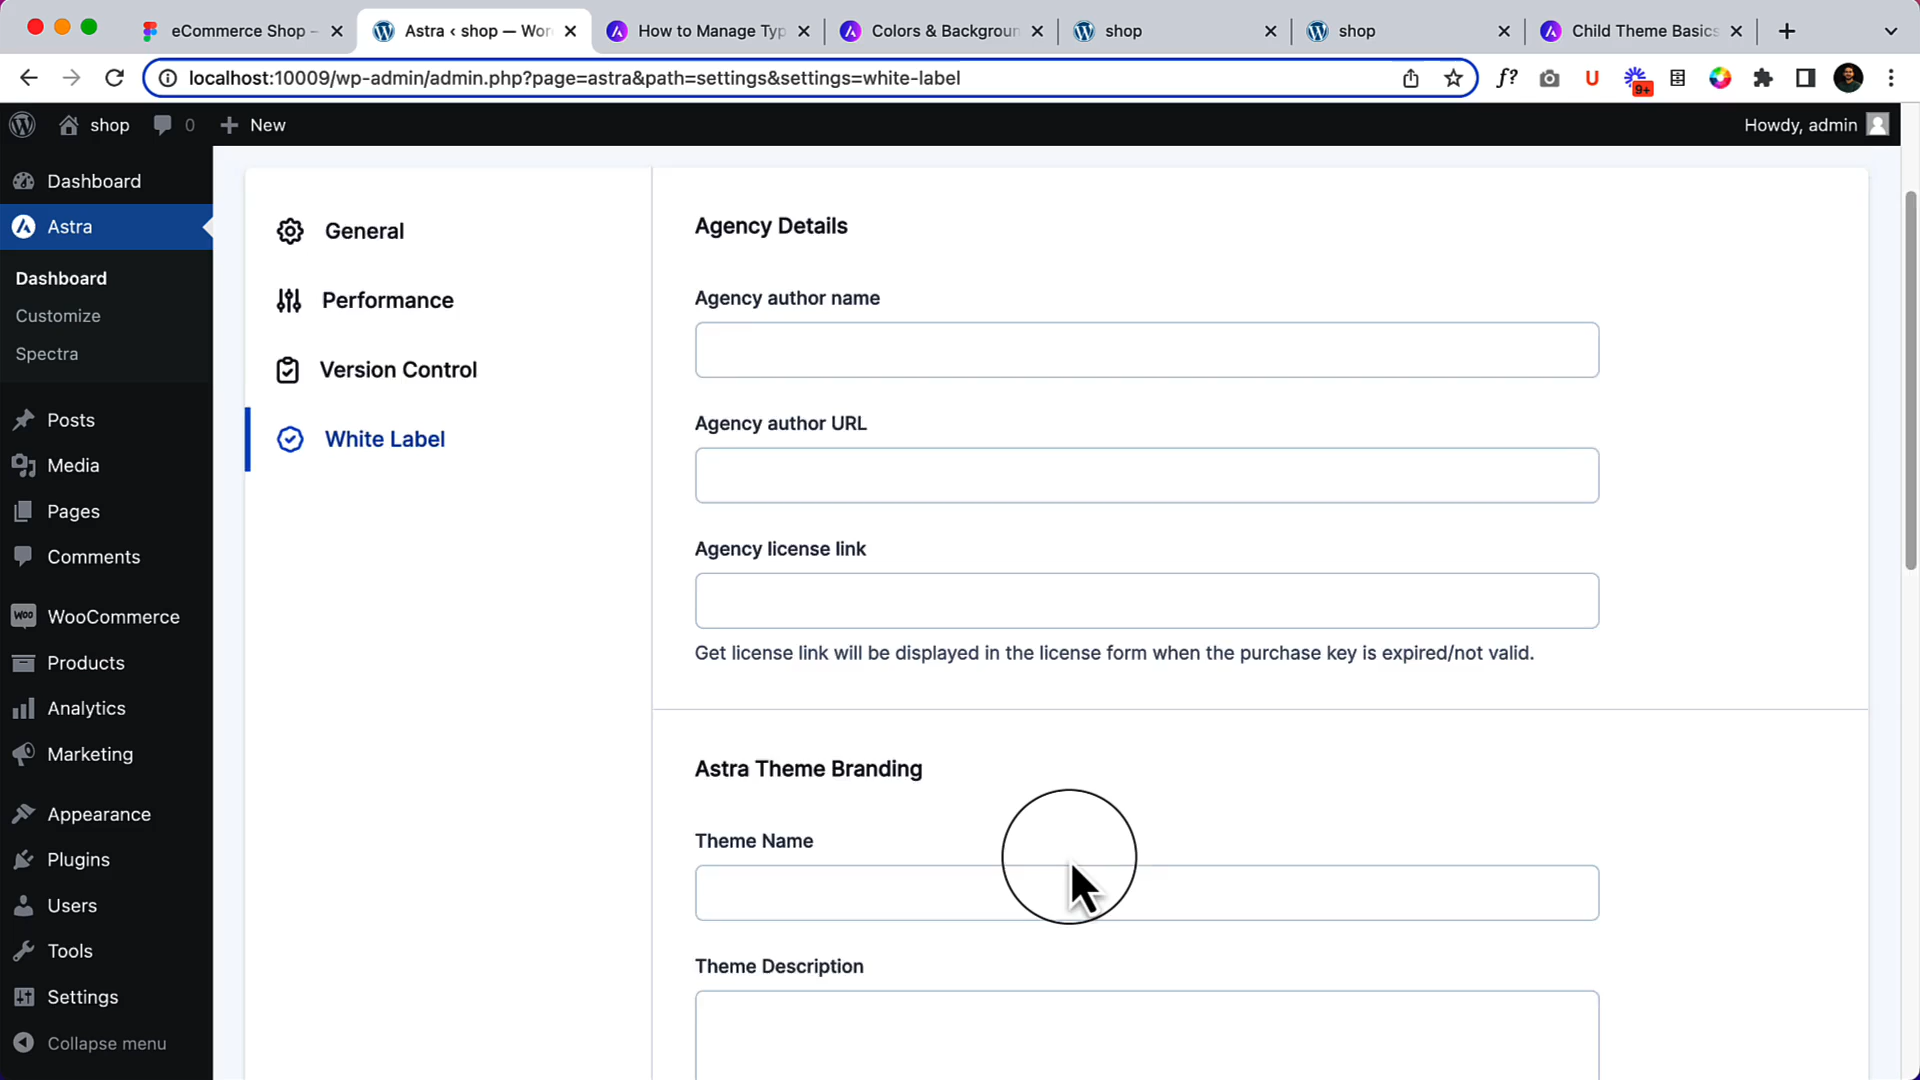 eCommerce Shop -
Astra ‹ shop — Wor
How to Manage Typ
Colors & Backgroun
shop
shop
Child Theme Basics
localhost:10009/wp-admin/admin.php?page=astra&path=settings&settings=white-label
f?
U
9+
shop
0
New
Howdy, admin
Dashboard
Astra
Dashboard
Customize
Spectra
Posts
Media
Pages
Comments
WOO
WooCommerce
Products
Analytics
Marketing
Appearance
Plugins
Users
Tools
Settings
Collapse menu
General
Performance
Version Control
White Label
Agency Details
Agency author name
Agency author URL
Agency license link
Get license link will be displayed in the license form when the purchase key is expired/not valid.
Astra Theme Branding
Theme Name
Theme Description